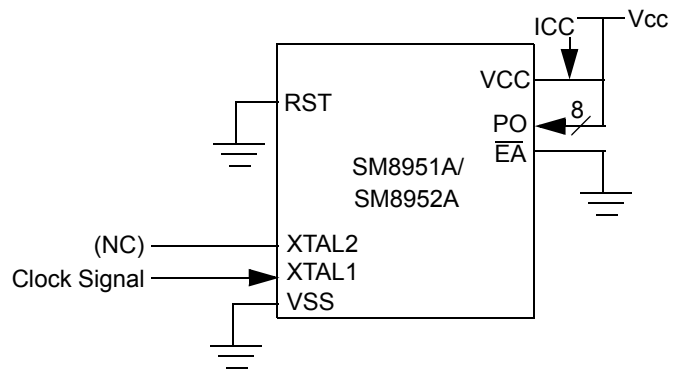 ICC
Vcc
VCC
RST
8
PO
EA
SM8951A/
SM8952A
(NC)
XTAL2
Clock Signal
XTAL1
VSS